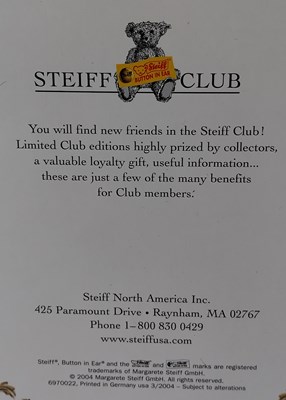 Steiff
BUTTON IN EAR
STEIFF CLUB
You will find new friends in the Steiff Club!
Limited Club editions highly prized by collectors,
a valuable loyalty gift, useful information...
these are just a few of the many benefits
for Club members.
Steiff North America Inc.
425 Paramount Drive • Raynham, MA 02767
Phone 1–800 830 0429
www.steiffusa.com
Steiff®, Button in Ear® and the and marks are registered
trademarks of Margarete Steiff GmbH.
© 2004 Margarete Steiff GmbH. All rights reserved.
6970022, Printed in Germany usa 3/2004 – Subject to alterations